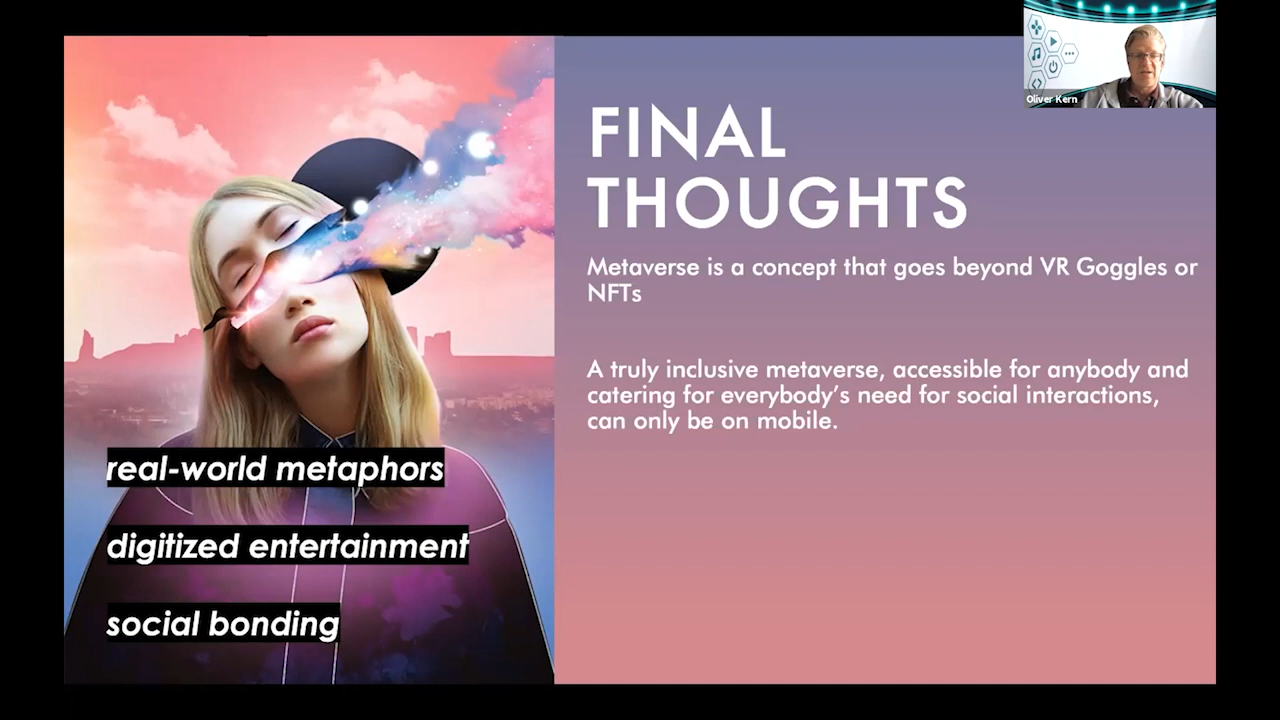 Oliver Kern
FINAL
THOUGHTS
Metaverse is a concept that goes beyond VR Goggles or
NFTs
A truly inclusive metaverse, accessible for anybody and
catering for everybody's need for social interactions,
can only be on mobile.
real-world metaphors
digitized entertainment
social bonding